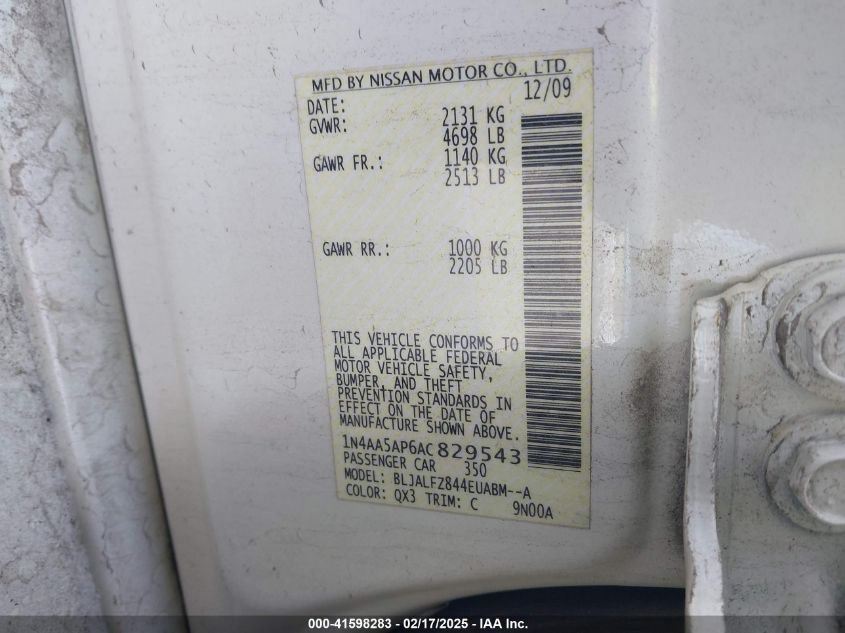 MFD BY NISSAN MOTOR CO., LTD.
DATE: 12/09
GVWR: 2131 KG
4698 LB
GAWR FR.: 1140 KG
2513 LB
GAWR RR.: 1000 KG
2205 LB
THIS VEHICLE CONFORMS TO
ALL APPLICABLE FEDERAL
MOTOR VEHICLE SAFETY,
BUMPER, AND THEFT
PREVENTION STANDARDS IN
EFFECT ON THE DATE OF
MANUFACTURE SHOWN ABOVE.
1N4AA5AP6AC829543
PASSENGER CAR 350
MODEL: BLJALFZ844EUABM--A
COLOR: QX3 TRIM: C 9N00A
000-41598283 - 02/17/2025 - IAA Inc.